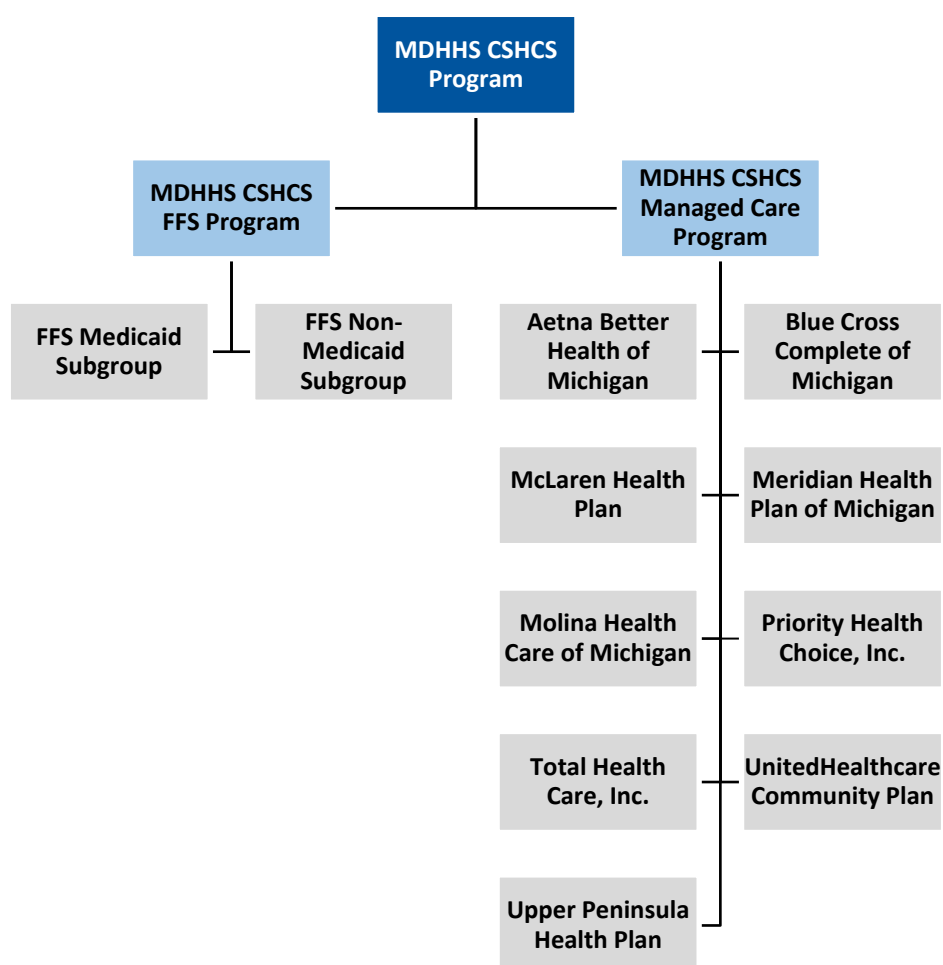 MDHHS CSHCS
Program
MDHHS CSHCS
FFS Program
MDHHS CSHCS
Managed Care
Program
FFS Medicaid
Subgroup
FFS Non-
Medicaid
Subgroup
Aetna Better
Health of
Michigan
Blue Cross
Complete of
Michigan
McLaren Health
Plan
Meridian Health
Plan of Michigan
Molina Health
Care of Michigan
Priority Health
Choice, Inc.
Total Health
Care, Inc.
UnitedHealthcare
Community Plan
Upper Peninsula
Health Plan